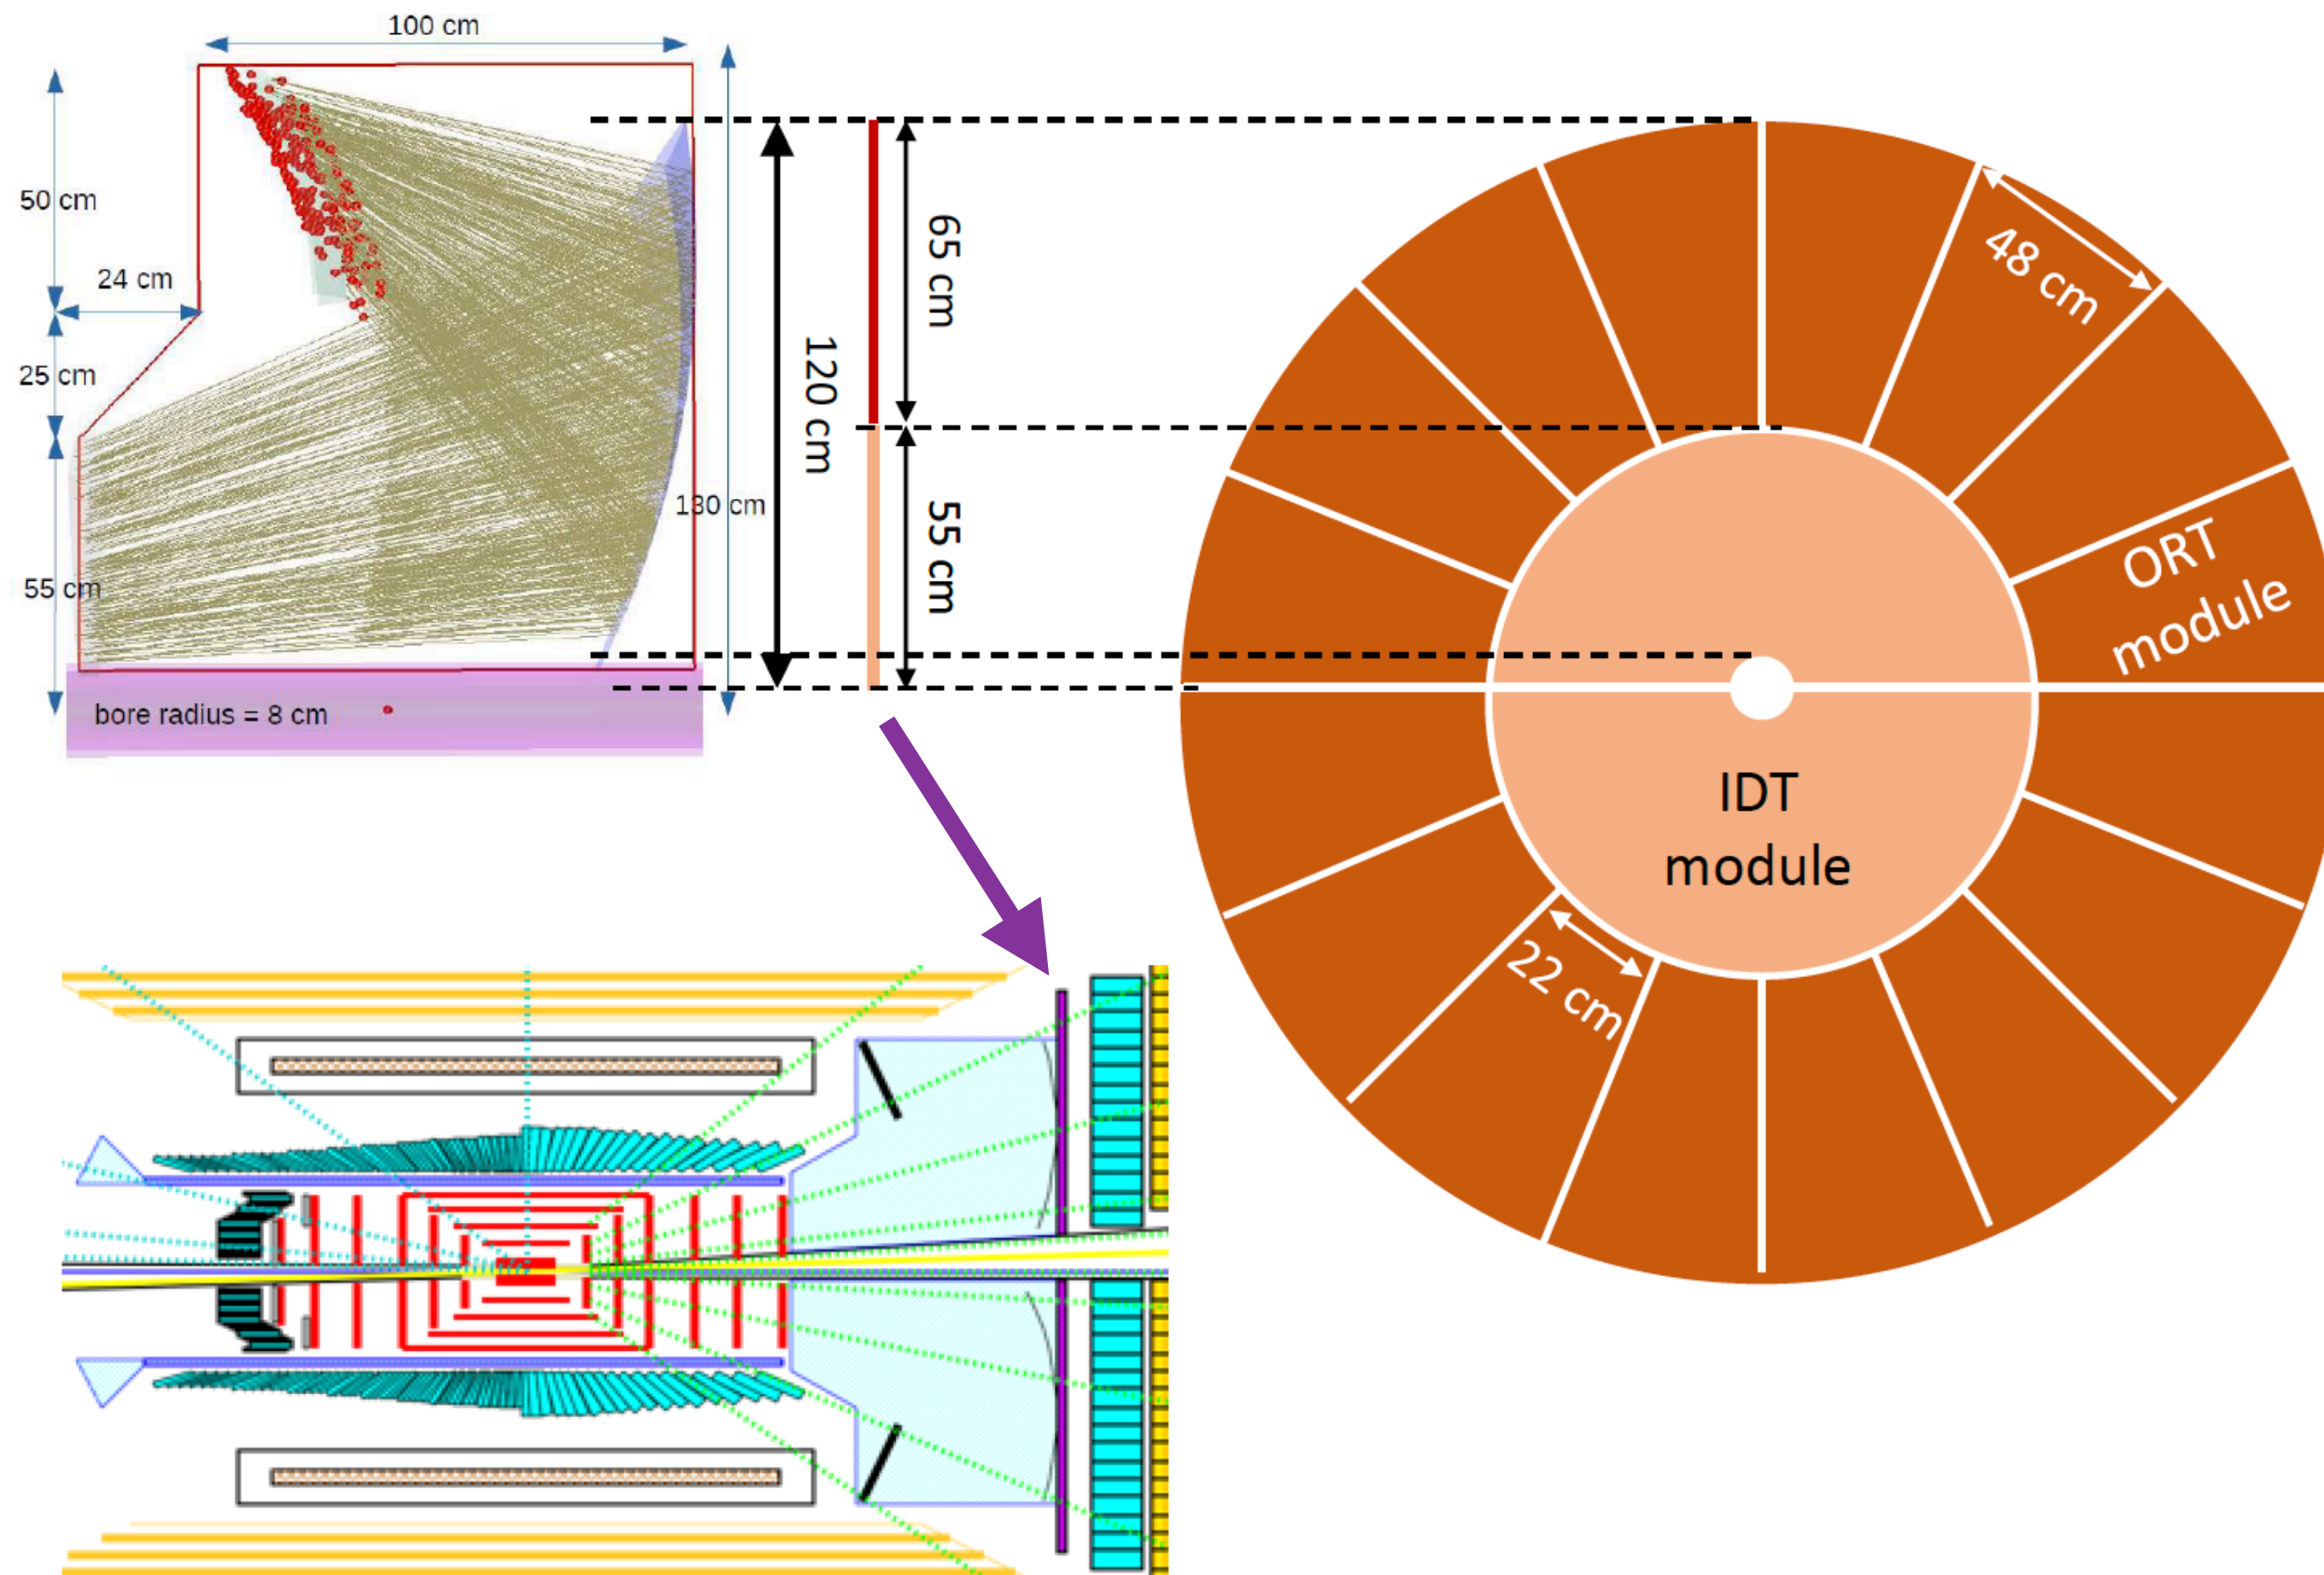 100 cm
50 cm
24 cm
25 cm
55 cm
130 cm
bore radius = 8 cm
120 cm
65 cm
55 cm
48 cm
ORT
module
IDT
module
22 cm